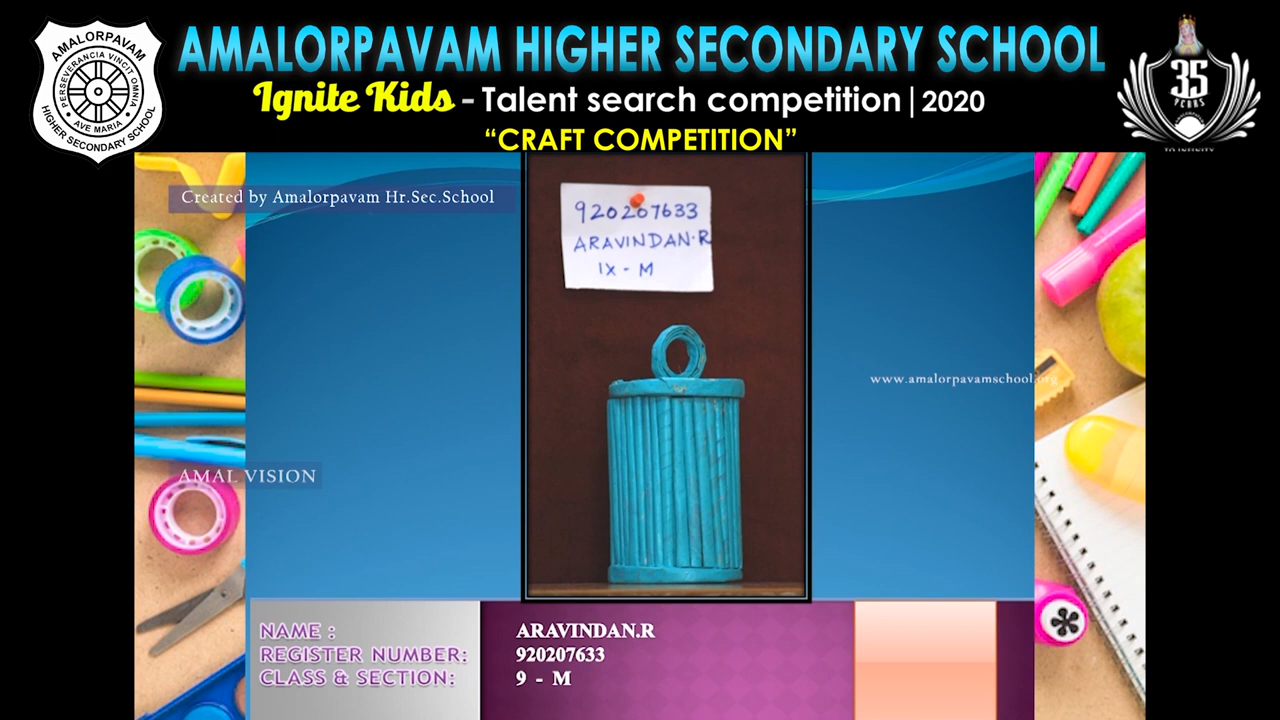 AMALORPAVAM HIGHER SECONDARY SCHOOL
Ignite Kids - Talent search competition|2020
“CRAFT COMPETITION”
AMALORPAVAM
PERSEVERANCIA VINCIT OMNIA
AVE MARIA
HIGHER SECONDARY SCHOOL
35
YEARS
TO INFINITY
Created by Amalorpavam Hr.Sec.School
920207633
ARAVINDAN.R
IX - M
www.amalorpavamschool.org
AMAL VISION
NAME : ARAVINDAN.R
REGISTER NUMBER: 920207633
CLASS & SECTION: 9 - M